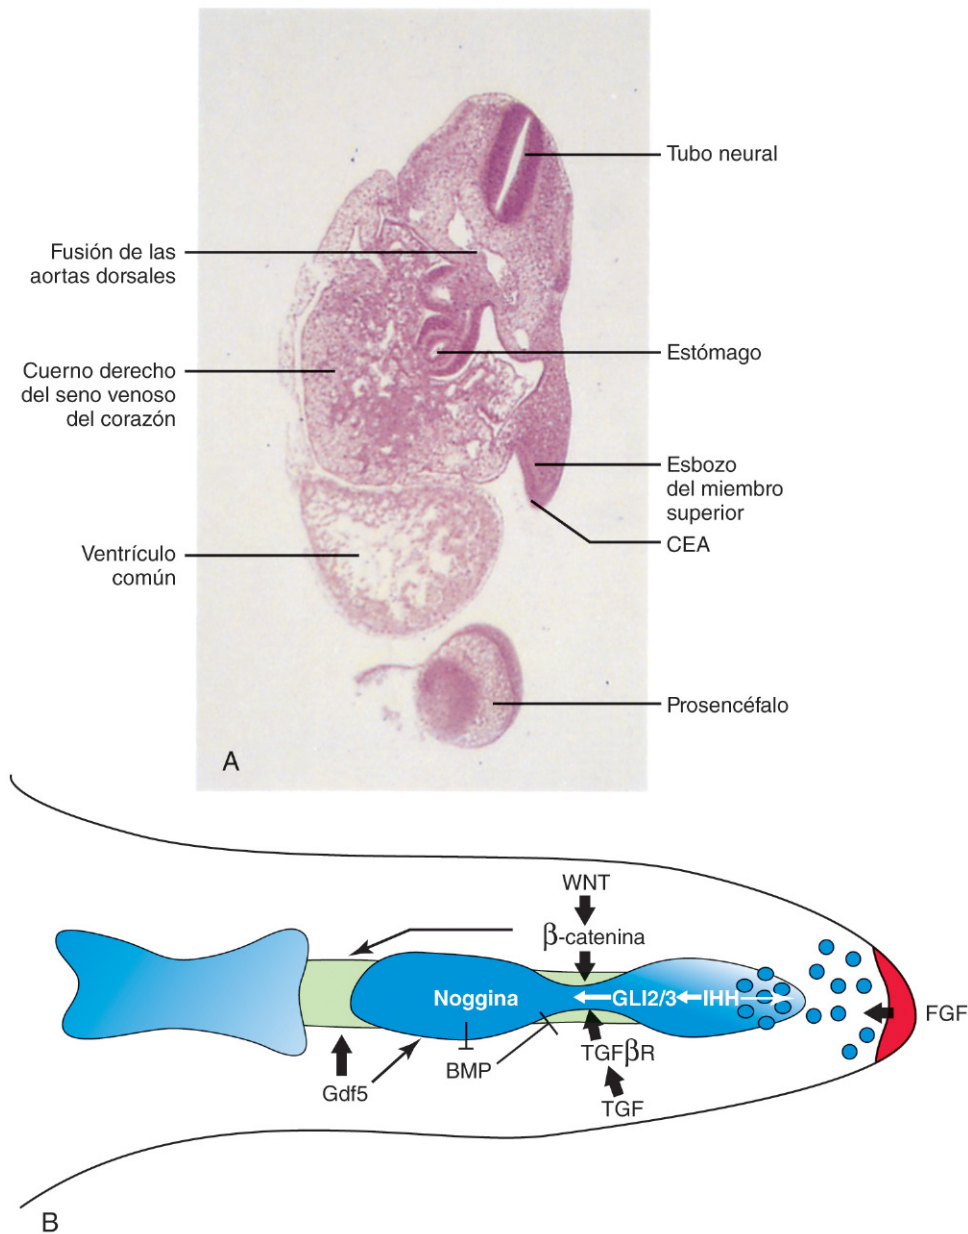 Tubo neural
Fusión de las
aortas dorsales
Estómago
Cuerno derecho
del seno venoso
del corazón
Esbozo
del miembro
superior
CEA
Ventrículo
común
Prosencéfalo
A
WNT
β-catenina
Noggina
GLI2/3
IHH
FGF
TGFβR
BMP
Gdf5
TGF
B